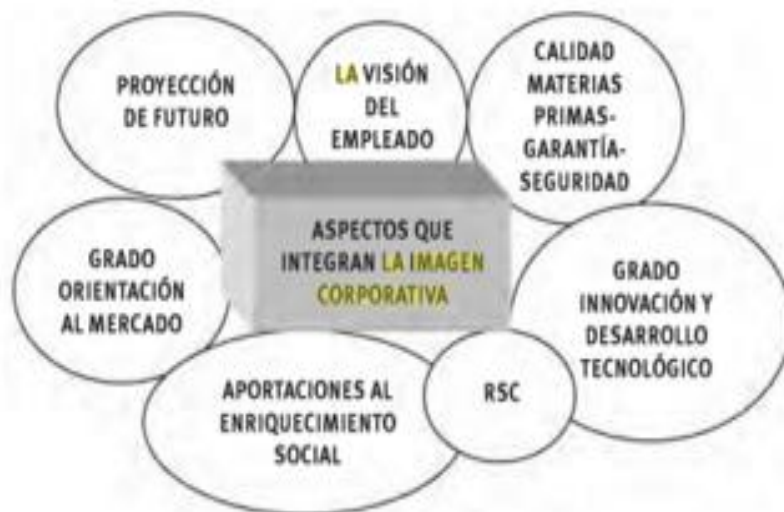 PROYECCIÓN
DE FUTURO
LA VISIÓN
DEL
EMPLEADO
CALIDAD
MATERIAS
PRIMAS-
GARANTÍA-
SEGURIDAD
ASPECTOS QUE
INTEGRAN LA IMAGEN
CORPORATIVA
GRADO
ORIENTACIÓN
AL MERCADO
GRADO
INNOVACIÓN Y
DESARROLLO
TECNOLÓGICO
APORTACIONES AL
ENRIQUECIMIENTO
SOCIAL
RSC